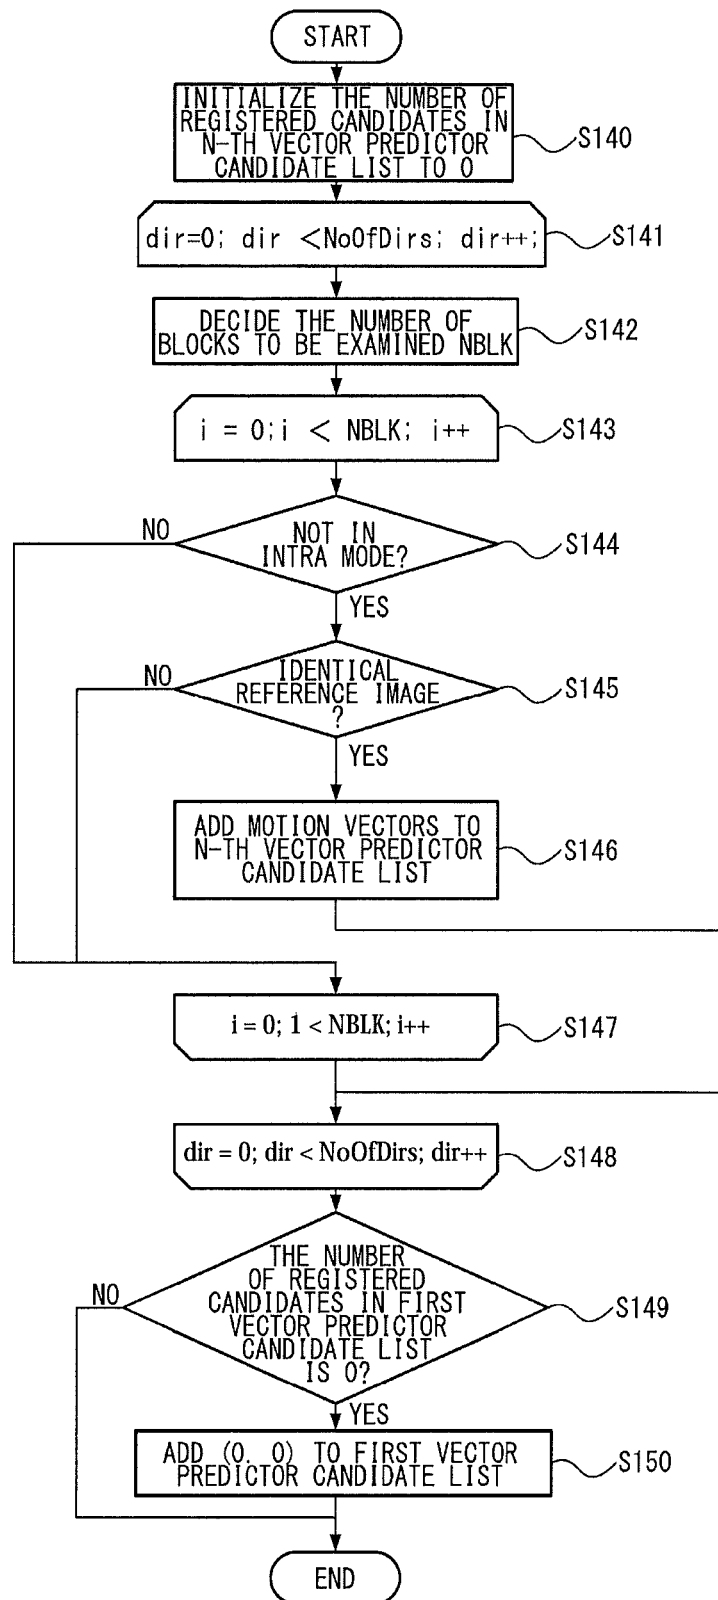 START
INITIALIZE THE NUMBER OF
REGISTERED CANDIDATES IN
N-TH VECTOR PREDICTOR
CANDIDATE LIST TO 0
S140
dir=0; dir <NoOfDirs; dir++;
S141
DECIDE THE NUMBER OF
BLOCKS TO BE EXAMINED NBLK
S142
i = 0;i < NBLK; i++
S143
NO
NOT IN
INTRA MODE?
S144
YES
NO
IDENTICAL
REFERENCE IMAGE
?
S145
YES
ADD MOTION VECTORS TO
N-TH VECTOR PREDICTOR
CANDIDATE LIST
S146
i = 0; 1 < NBLK; i++
S147
dir = 0; dir < NoOfDirs; dir++
S148
NO
THE NUMBER
OF REGISTERED
CANDIDATES IN FIRST
VECTOR PREDICTOR
CANDIDATE LIST
IS 0?
S149
YES
ADD (0. 0) TO FIRST VECTOR
PREDICTOR CANDIDATE LIST
S150
END